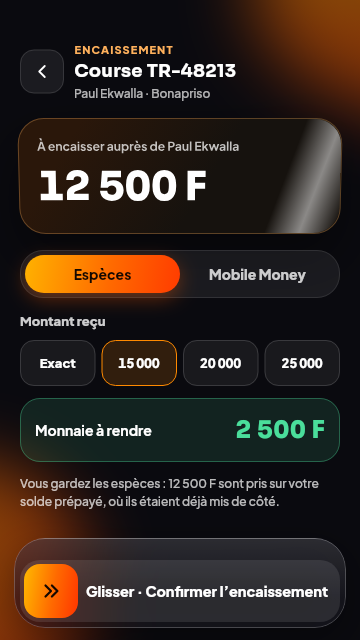 ENCAISSEMENT
Course TR-48213
Paul Ekwalla · Bonapriso
À encaisser auprès de Paul Ekwalla
12 500 F
Espèces
Mobile Money
Montant reçu
Exact
15 000
20 000
25 000
Monnaie à rendre
2 500 F
Vous gardez les espèces : 12 500 F sont pris sur votre
solde prépayé, où ils étaient déjà mis de côté.
Glisser · Confirmer l’encaissement